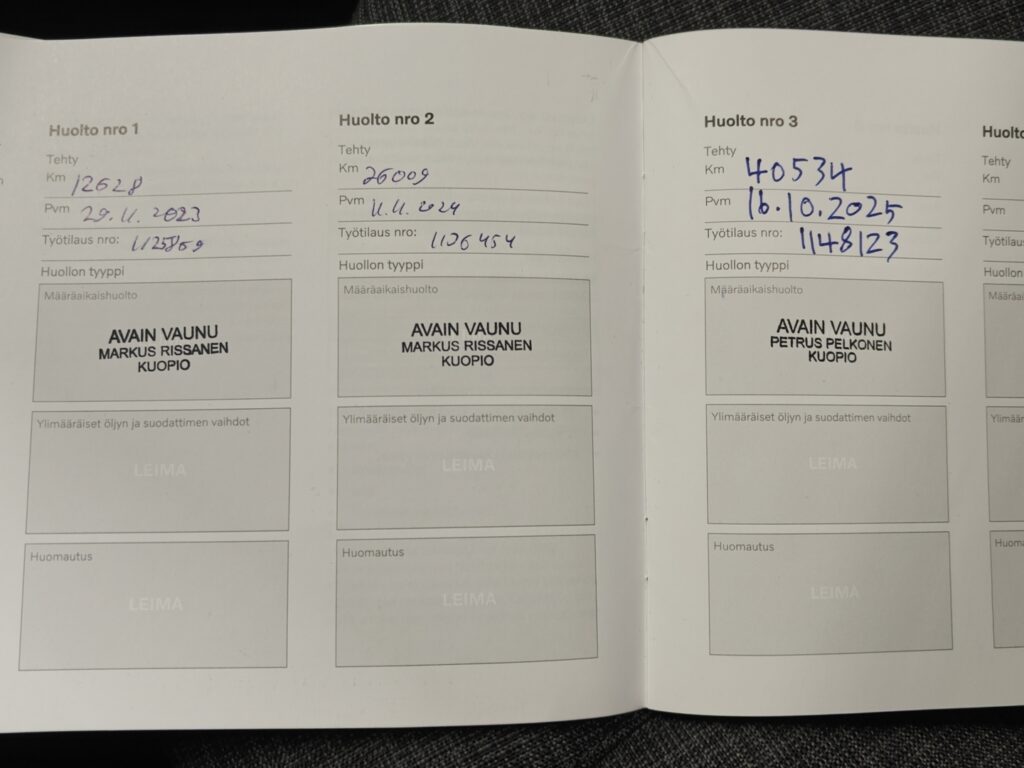 Huolto nro 1
Tehty
Km 12628
Pvm 29.11.2023
Työtilaus nro: 1125869
Huollon tyyppi
Määräaikaishuolto
AVAIN VAUNU
MARKUS RISSANEN
KUOPIO
Ylimääräiset öljyn ja suodattimen vaihdot
LEIMA
Huomautus
LEIMA
Huolto nro 2
Tehty
Km 26009
Pvm 11.11.2024
Työtilaus nro: 1136454
Huollon tyyppi
Määräaikaishuolto
AVAIN VAUNU
MARKUS RISSANEN
KUOPIO
Ylimääräiset öljyn ja suodattimen vaihdot
LEIMA
Huomautus
LEIMA
Huolto nro 3
Tehty
Km 40534
Pvm 16.10.2025
Työtilaus nro: 1148123
Huollon tyyppi
Määräaikaishuolto
AVAIN VAUNU
PETRUS PELKONEN
KUOPIO
Ylimääräiset öljyn ja suodattimen vaihdot
LEIMA
Huomautus
LEIMA
Huolto
Tehty
Km
Pvm
Työtilaus
Huollon